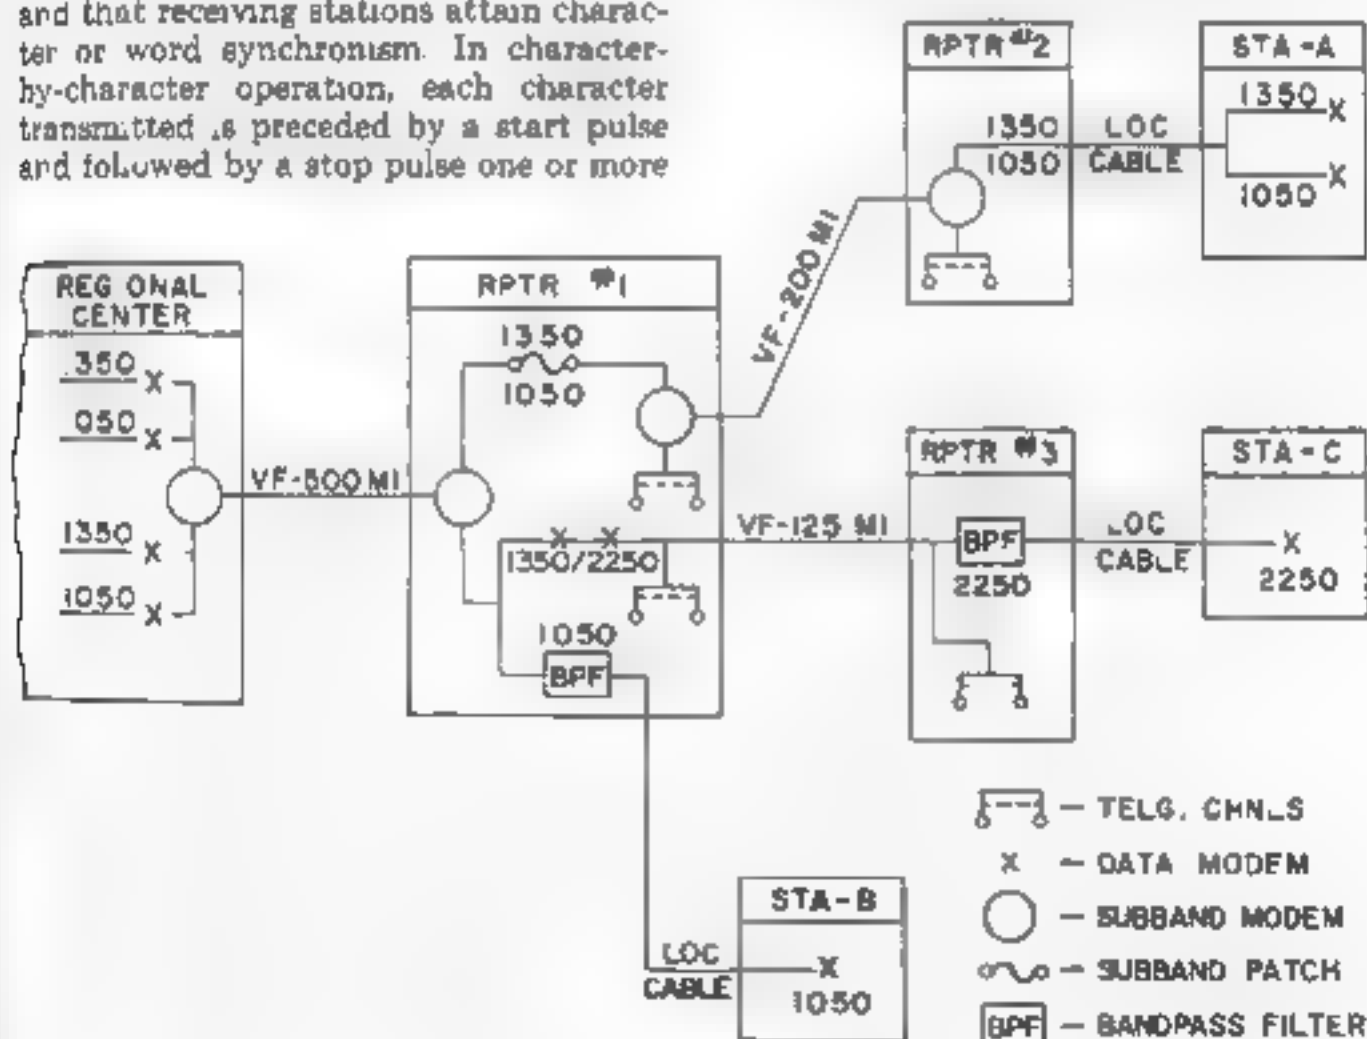 and that receiving stations attain charac-
ter or word synchronism. In character-
by-character operation, each character
transmitted is preceded by a start pulse
and followed by a stop pulse one or more
RPTR #2
1350
1050
LOC
CABLE
STA-A
1350 X
1050 X
VF-200 MI
REGIONAL
CENTER
1350 X
1050 X
1350 X
1050 X
VF-500 MI
RPTR #1
1350
1050
X X
1350/2250
1050
BPF
VF-125 MI
RPTR #3
BPF
2250
LOC
CABLE
STA-C
X
2250
LOC
CABLE
STA-B
X
1050
— TELG. CHNLS
X — DATA MODEM
— SUBBAND MODEM
— SUBBAND PATCH
BPF — BANDPASS FILTER